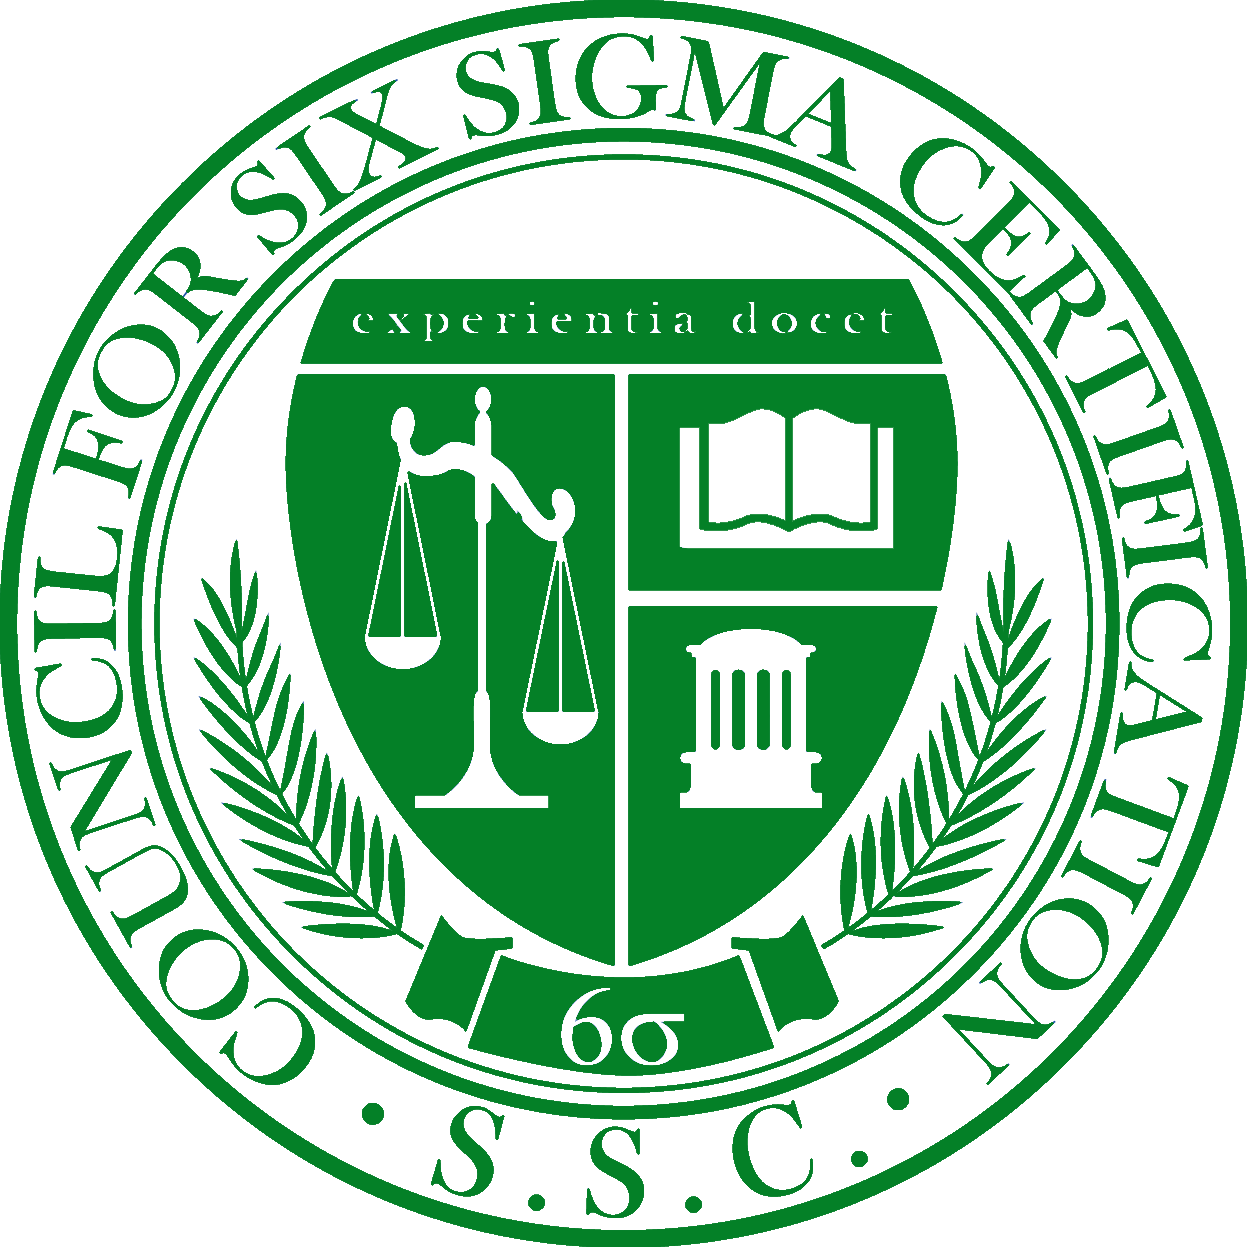 COUNCIL FOR SIX SIGMA CERTIFICATION
experientia docet
6σ
· S.S.C. ·